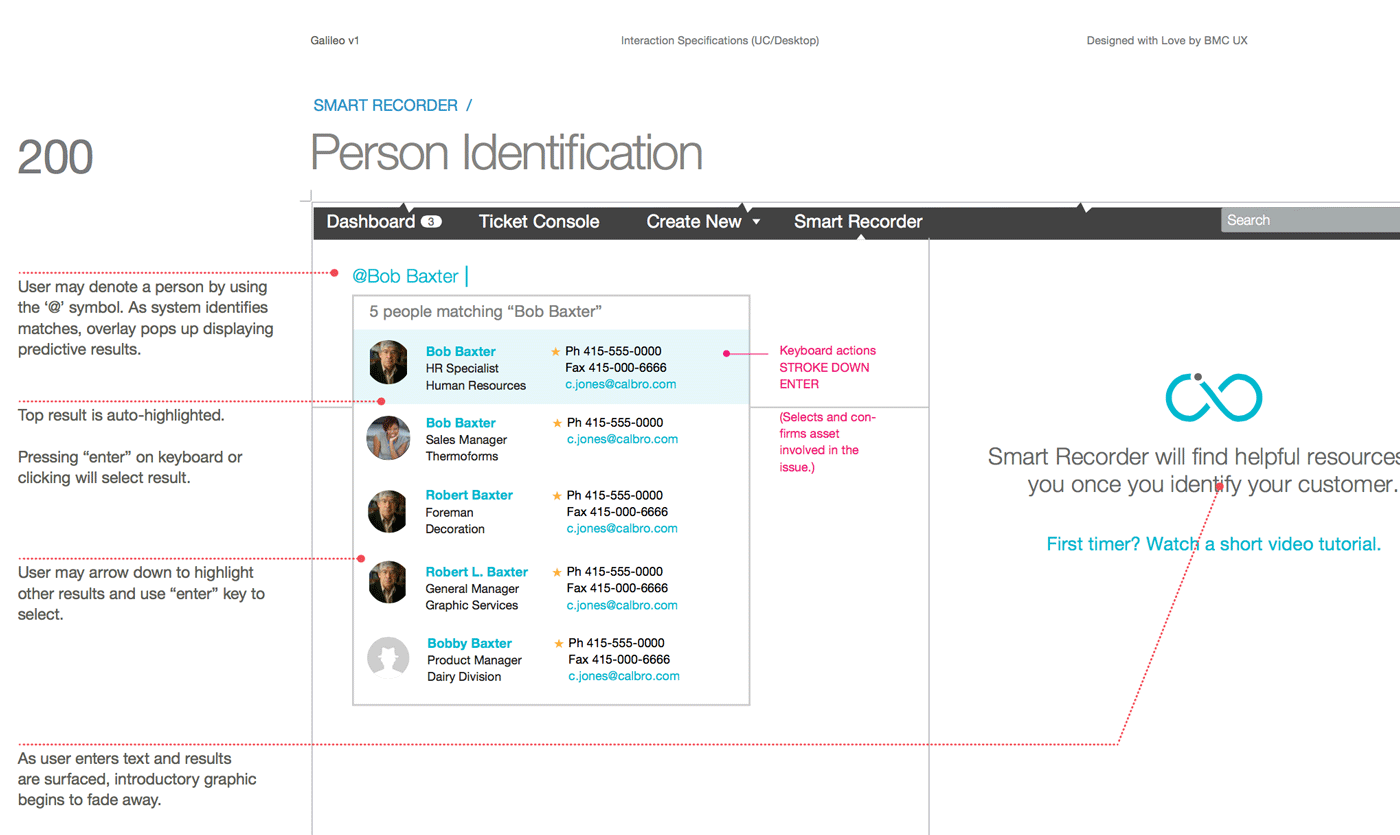 Galileo v1
Interaction Specifications (UC/Desktop)
Designed with Love by BMC UX
SMART RECORDER /
200
Person Identification
Dashboard 3
Ticket Console
Create New
Smart Recorder
Search
User may denote a person by using
the ‘@’ symbol. As system identifies
matches, overlay pops up displaying
predictive results.
Top result is auto-highlighted.
Pressing “enter” on keyboard or
clicking will select result.
User may arrow down to highlight
other results and use “enter” key to
select.
As user enters text and results
are surfaced, introductory graphic
begins to fade away.
@Bob Baxter
5 people matching “Bob Baxter”
Bob Baxter
HR Specialist
Human Resources
Ph 415-555-0000
Fax 415-000-6666
c.jones@calbro.com
Bob Baxter
Sales Manager
Thermoforms
Ph 415-555-0000
c.jones@calbro.com
Robert Baxter
Foreman
Decoration
Ph 415-555-0000
Fax 415-000-6666
c.jones@calbro.com
Robert L. Baxter
General Manager
Graphic Services
Ph 415-555-0000
Fax 415-000-6666
c.jones@calbro.com
Bobby Baxter
Product Manager
Dairy Division
Ph 415-555-0000
Fax 415-000-6666
c.jones@calbro.com
Keyboard actions
STROKE DOWN
ENTER
(Selects and con-
firms asset
involved in the
issue.)
Smart Recorder will find helpful resources
you once you identify your customer.
First timer? Watch a short video tutorial.